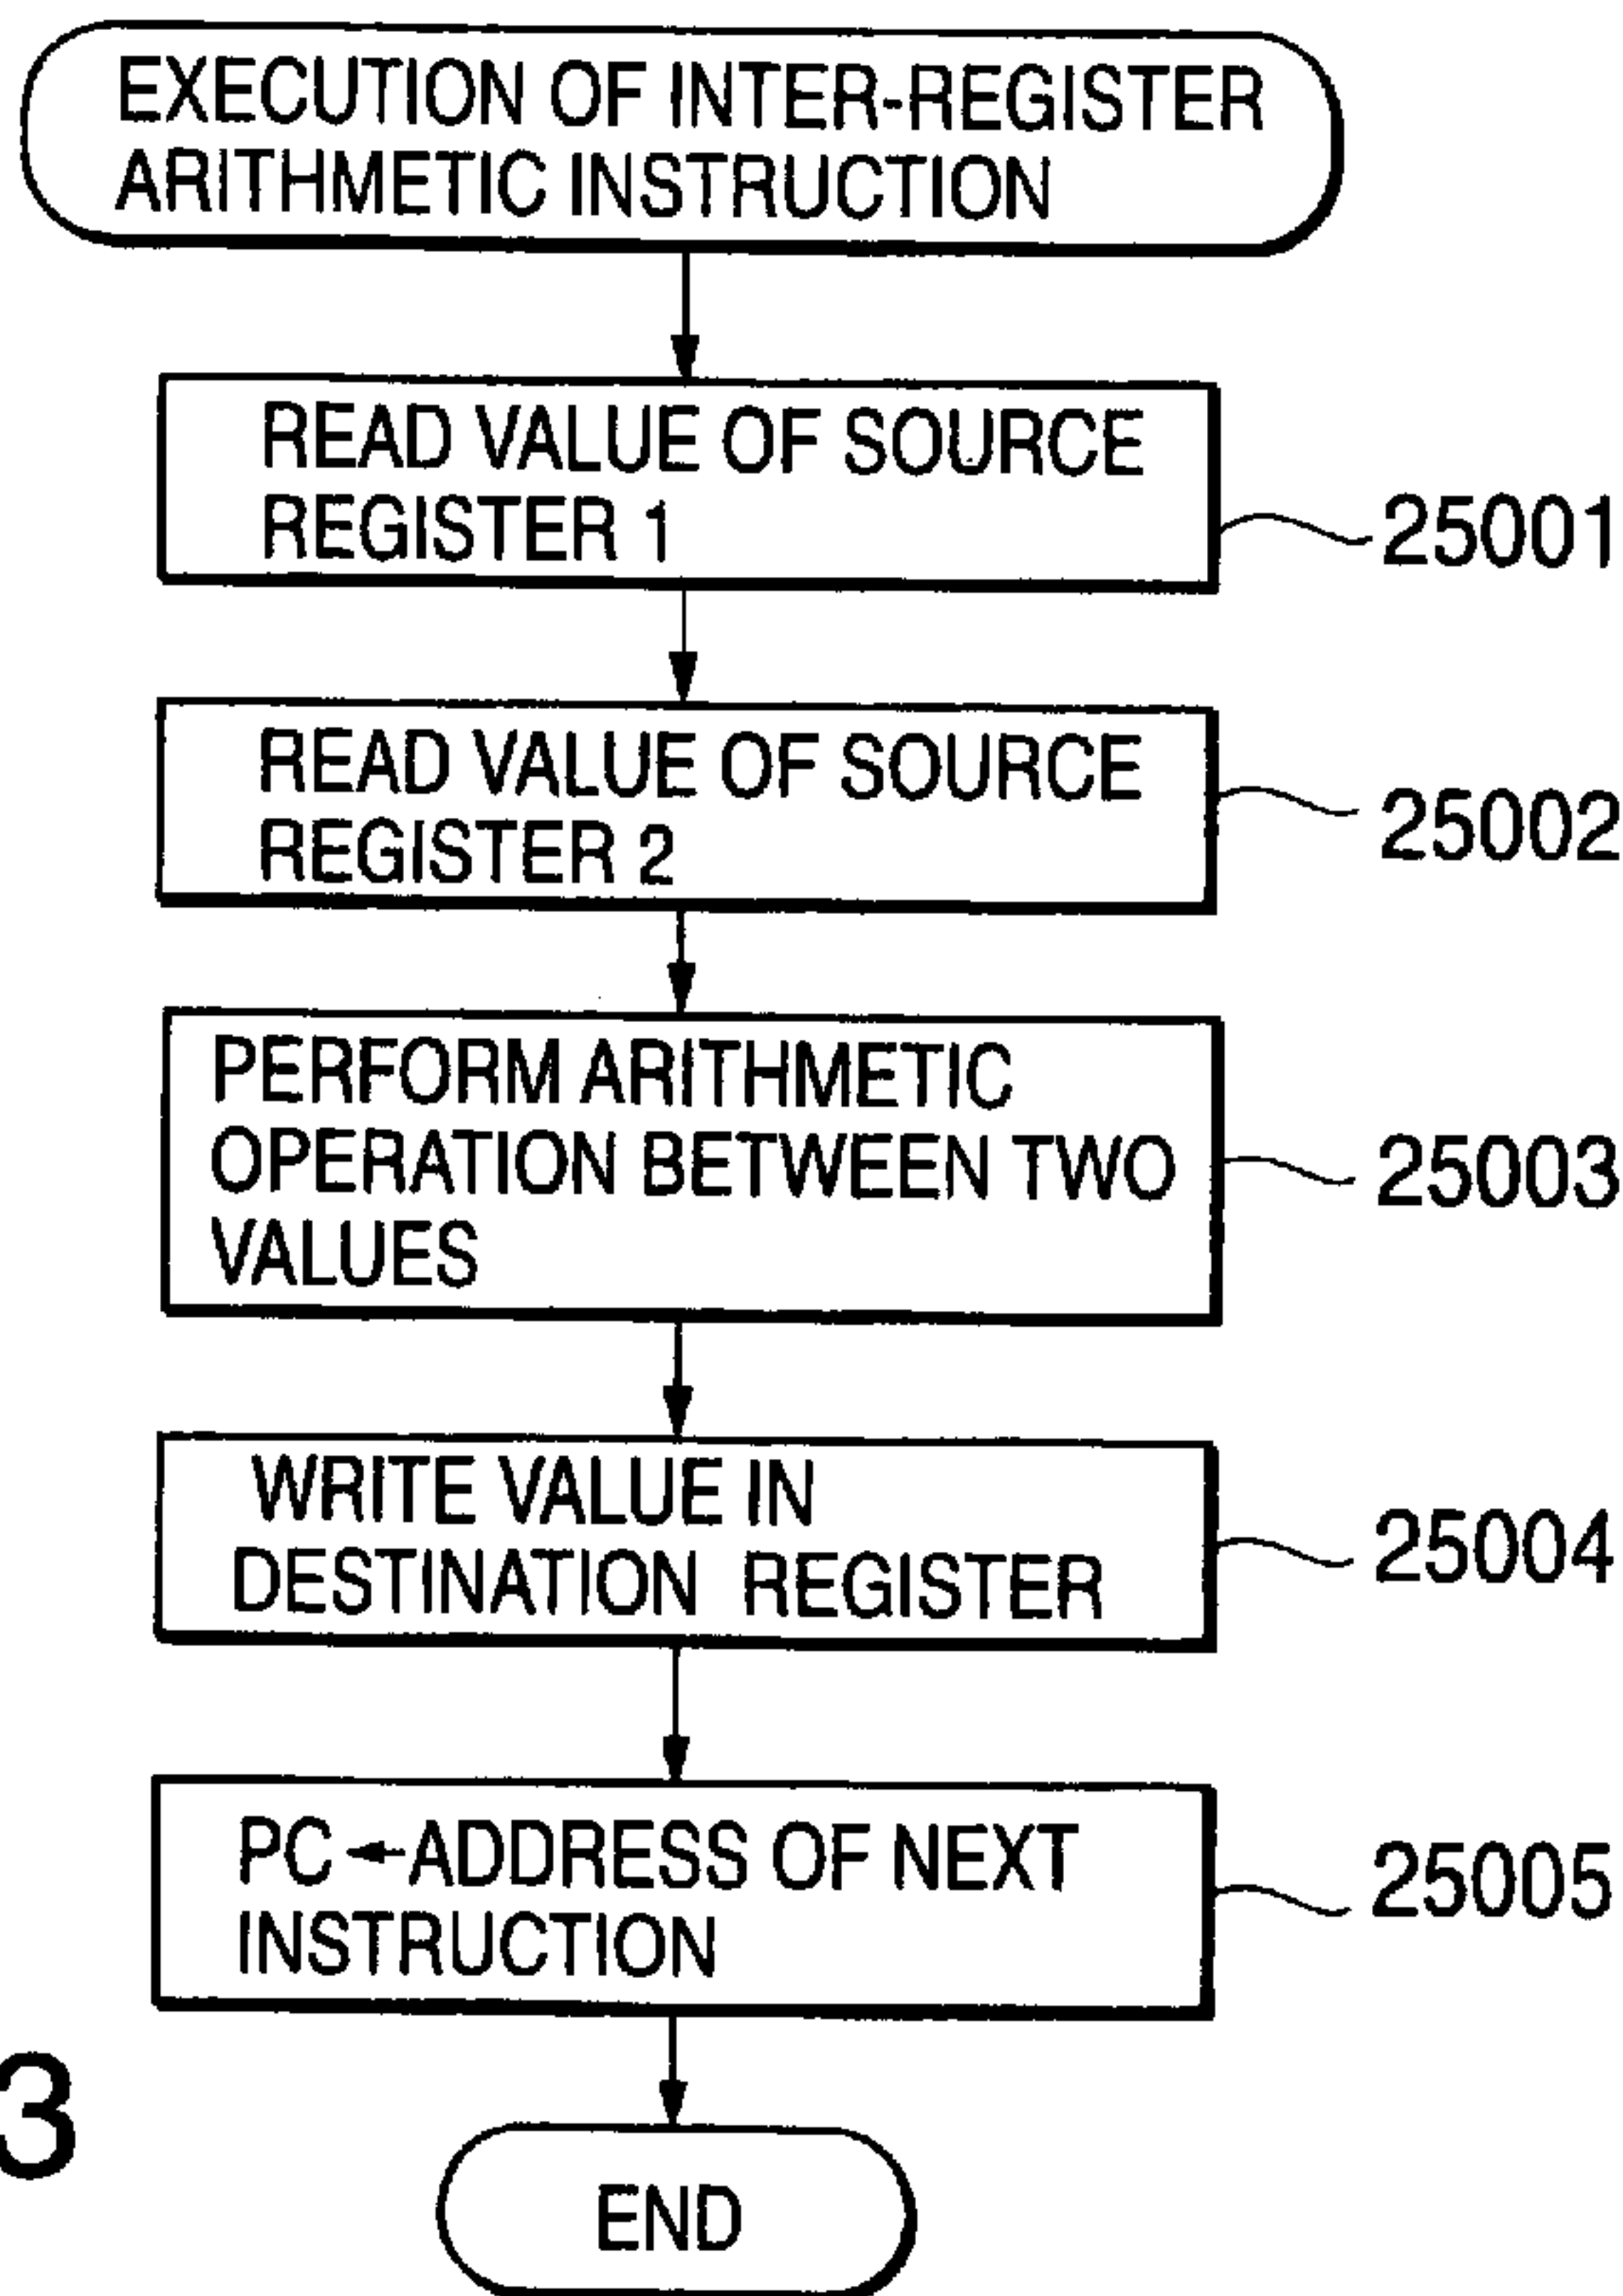 EXECUTION OF INTER-REGISTER
ARITHMETIC INSTRUCTION
READ VALUE OF SOURCE
REGISTER 1
25001
READ VALUE OF SOURCE
REGISTER 2
25002
PERFORM ARITHMETIC
OPERATION BETWEEN TWO
VALUES
25003
WRITE VALUE IN
DESTINATION REGISTER
25004
PC←ADDRESS OF NEXT
INSTRUCTION
25005
3
END